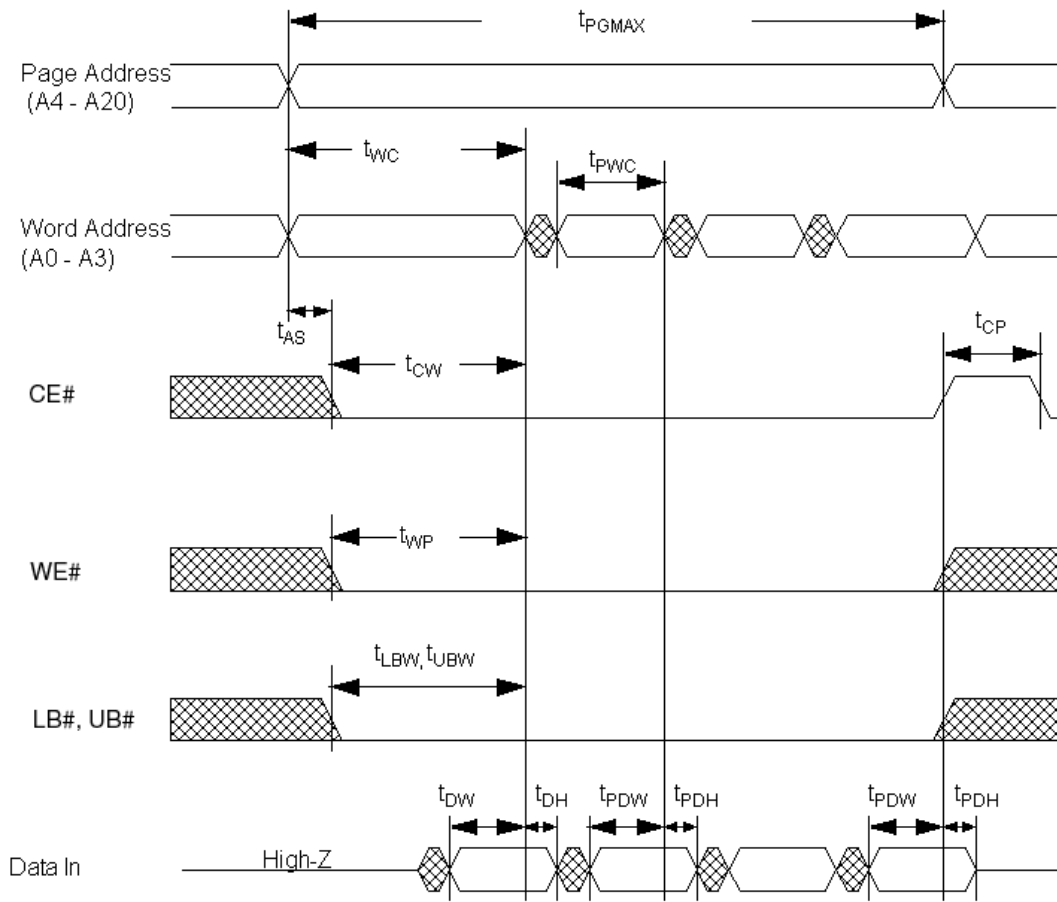 tPGMAX
Page Address
(A4 - A20)
tWC
tPWC
Word Address
(A0 - A3)
tAS
tCP
tCW
CE#
tWP
WE#
tLBW,tUBW
LB#, UB#
tDW tDH tPDW tPDH tPDW tPDH
Data In High-Z